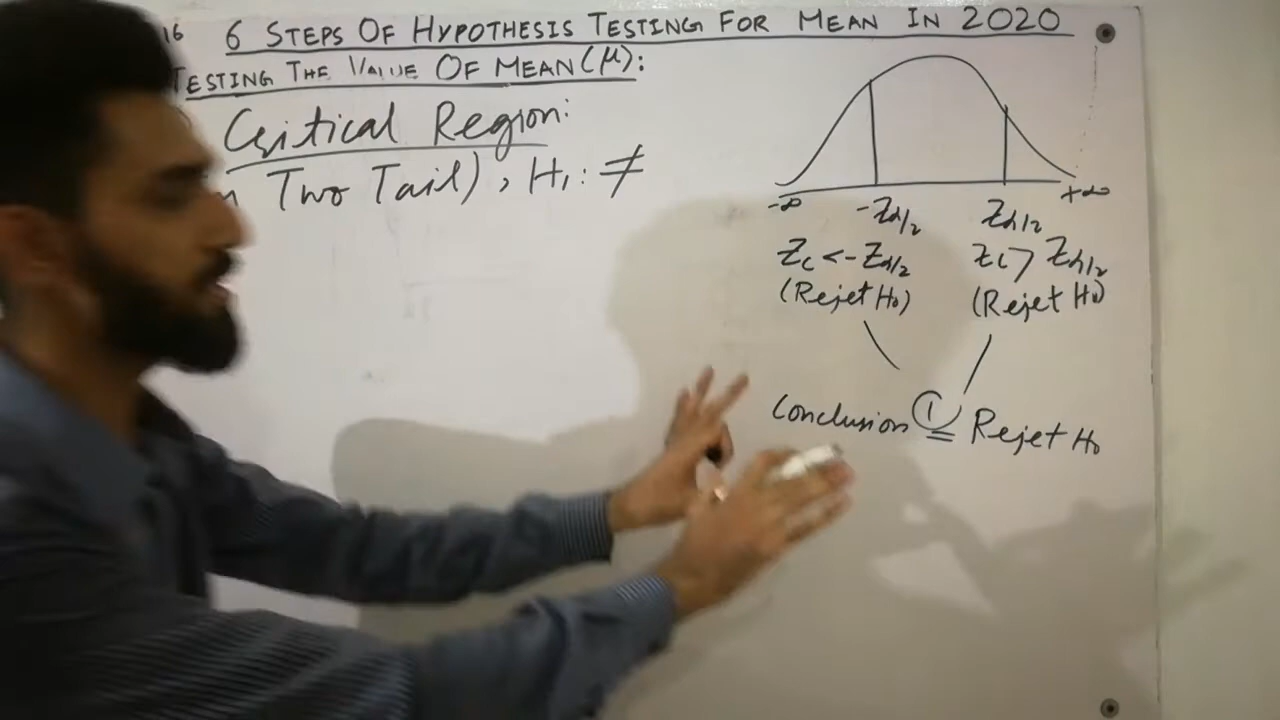 16 6 STEPS OF HYPOTHESIS TESTING FOR MEAN IN 2020
TESTING THE VALUE OF MEAN (μ):
Critical Region:
Two Tail), H₁: ≠
-∞ +∞
-Zα/2 Zα/2
Zc < -Zα/2 Zc > Zα/2
(Rejet H₀) (Rejet H₀)
Conclusion ① Rejet H₀